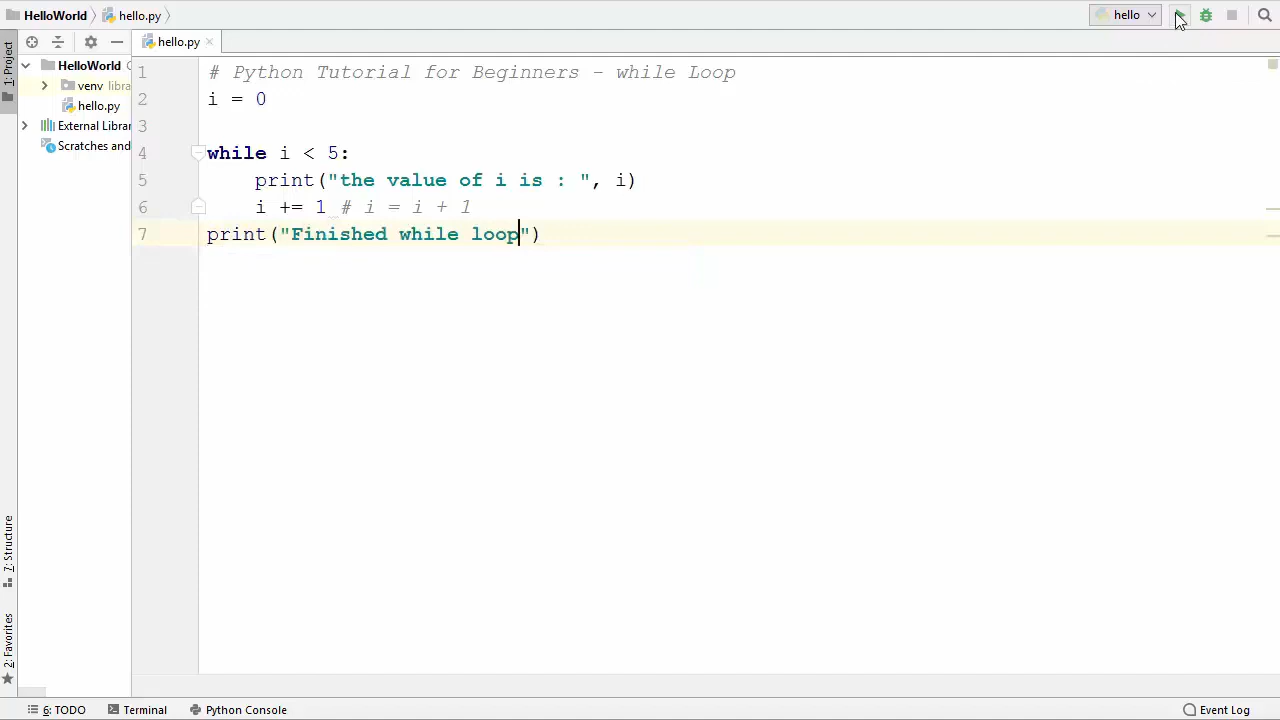 HelloWorld hello.py
hello
1: Project
hello.py
HelloWorld
venv libra
hello.py
External Librar
Scratches and
1 # Python Tutorial for Beginners - while Loop
2 i = 0
3
4 while i < 5:
5 print("the value of i is : ", i)
6 i += 1 # i = i + 1
7 print("Finished while loop")
7: Structure
2: Favorites
6: TODO Terminal Python Console Event Log